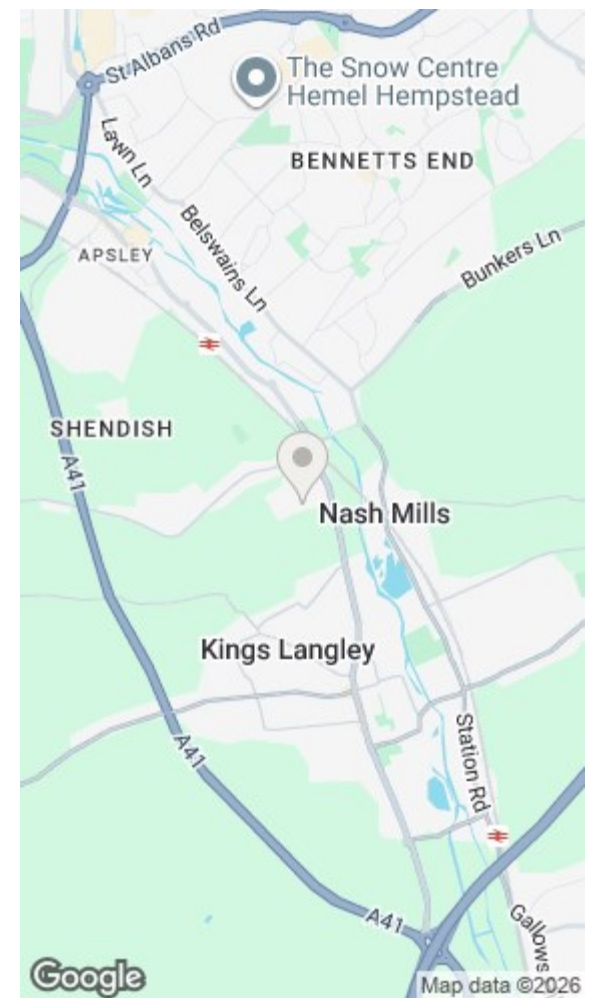 St Albans Rd
The Snow Centre
Hemel Hempstead
Lawn Ln
BENNETTS END
Belswains Ln
Bunkers Ln
APSLEY
SHENDISH
A41
Nash Mills
Kings Langley
Station Rd
A41
A41
Gallows
Google
Map data ©2026